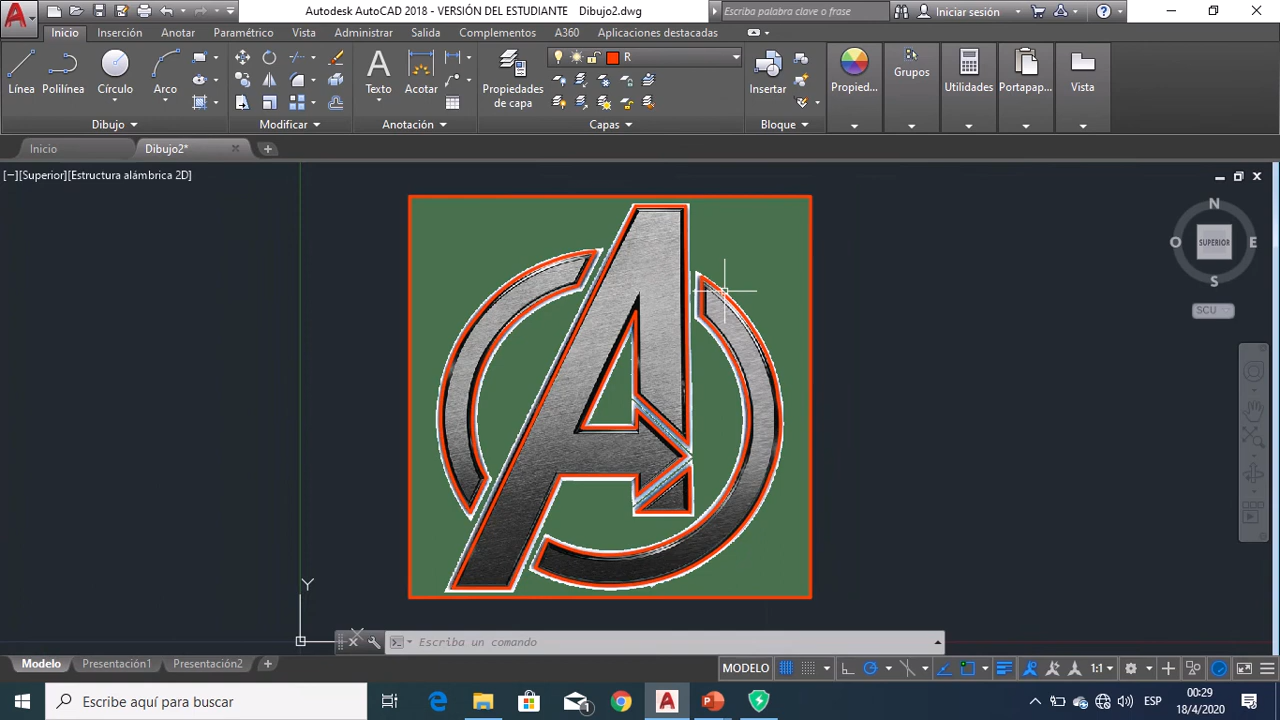 Autodesk AutoCAD 2018 - VERSIÓN DEL ESTUDIANTE Dibujo2.dwg
Escriba palabra clave o frase
Iniciar sesión
Inicio Inserción Anotar Paramétrico Vista Administrar Salida Complementos A360 Aplicaciones destacadas
R
Línea Polilínea Círculo Arco
Texto Acotar
Propiedades de capa
Insertar
Propied...
Grupos
Utilidades
Portapap...
Vista
Dibujo Modificar Anotación Capas Bloque
Inicio Dibujo2*
[−][Superior][Estructura alámbrica 2D]
N
O SUPERIOR E
S
SCU
Y
X
Escriba un comando
Modelo Presentación1 Presentación2
MODELO 1:1
Escribe aquí para buscar
1
ESP
00:29
18/4/2020